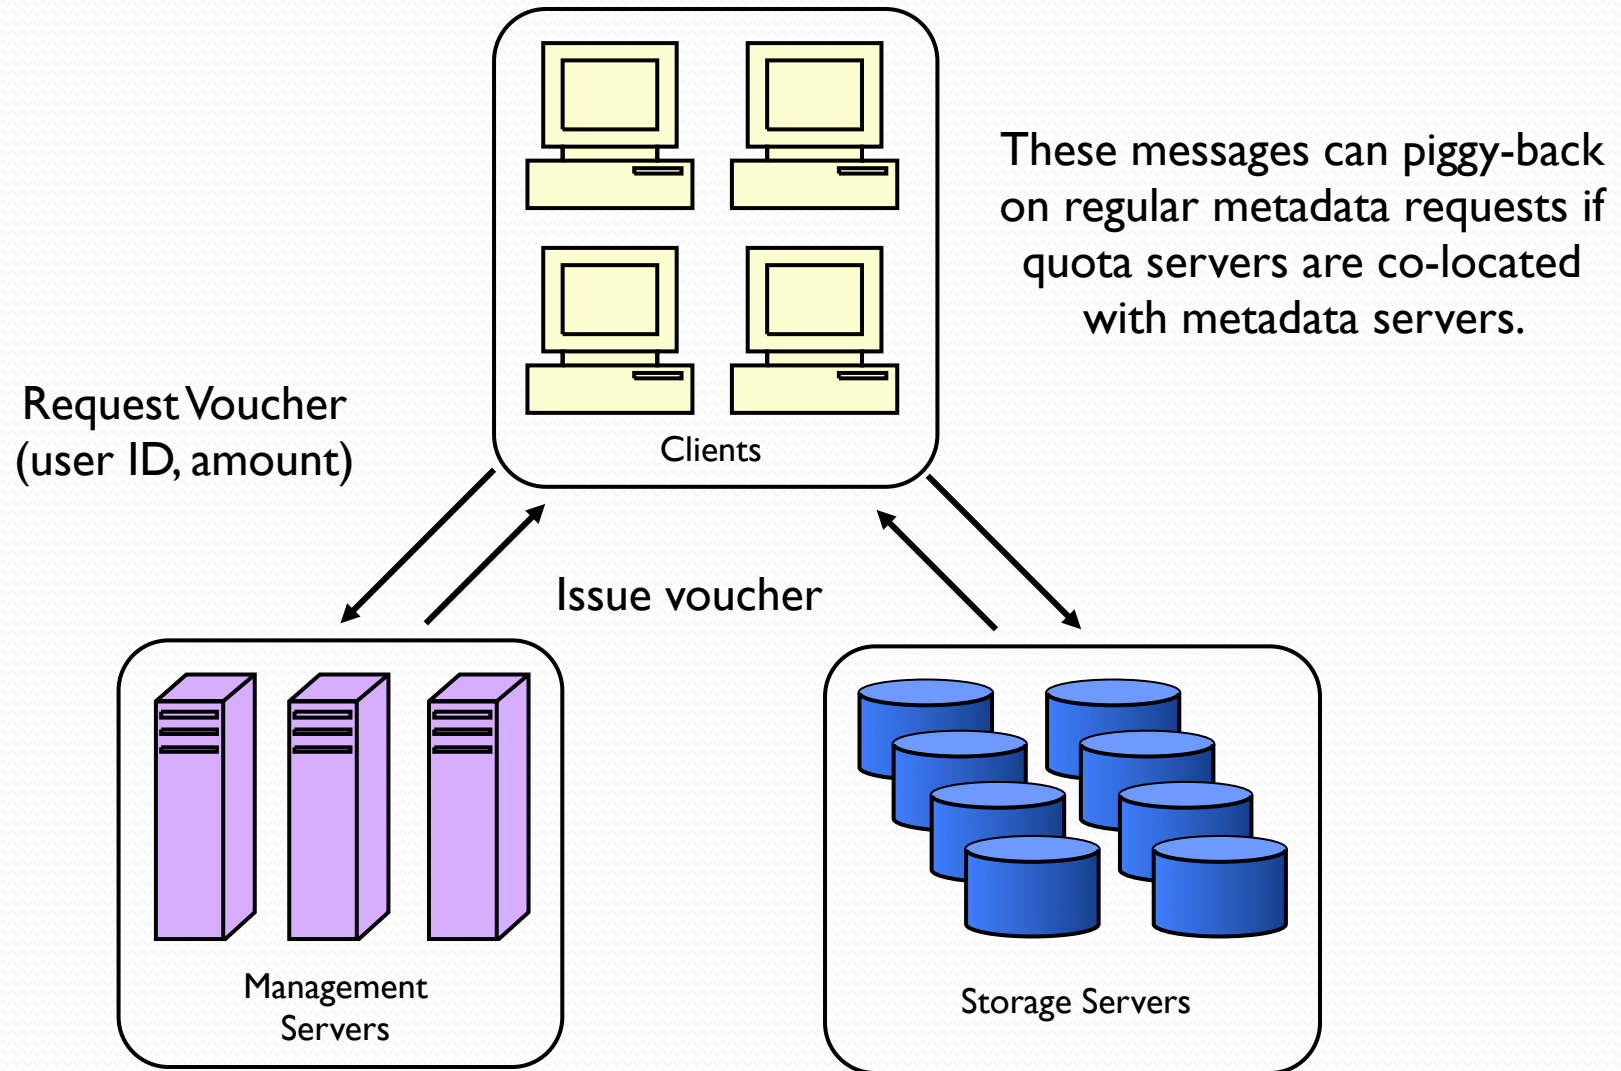 These messages can piggy-back
on regular metadata requests if
quota servers are co-located
with metadata servers.
Request Voucher
(user ID, amount)
Clients
Issue voucher
Management
Servers
Storage Servers